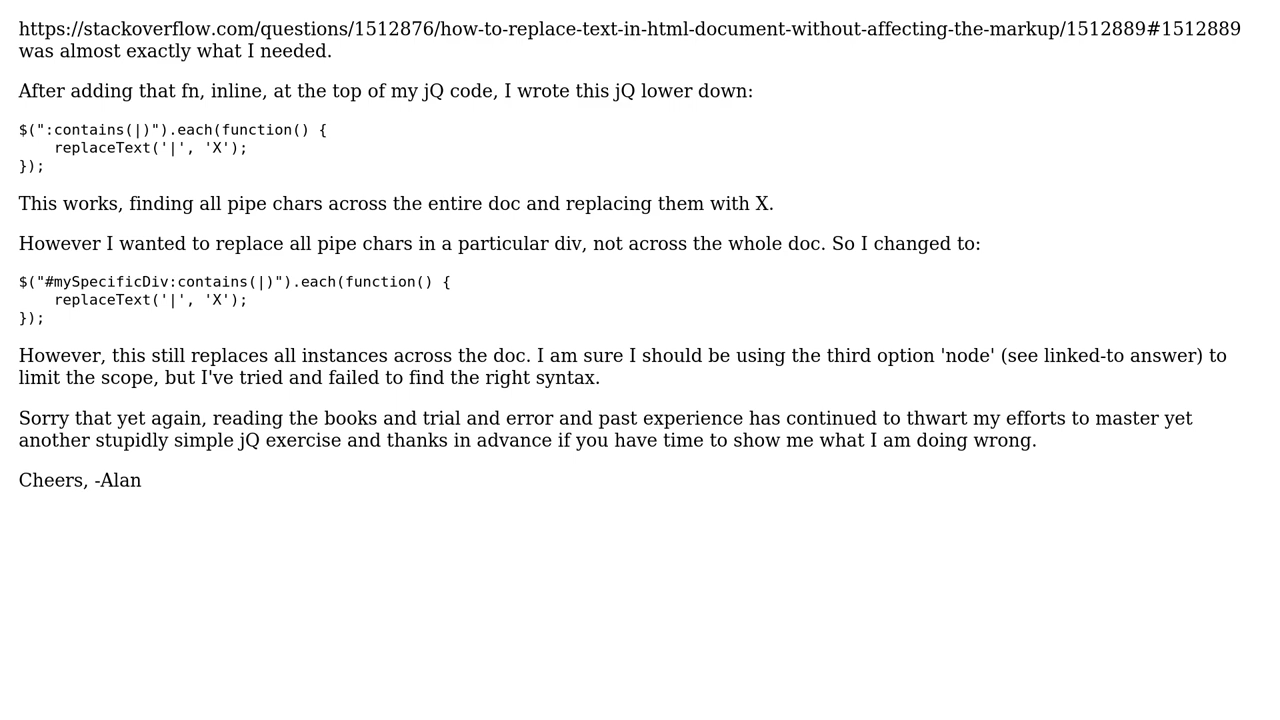 https://stackoverflow.com/questions/1512876/how-to-replace-text-in-html-document-without-affecting-the-markup/1512889#1512889
was almost exactly what I needed.
After adding that fn, inline, at the top of my jQ code, I wrote this jQ lower down:
$(":contains(|)").each(function() {
    replaceText('|', 'X');
});
This works, finding all pipe chars across the entire doc and replacing them with X.
However I wanted to replace all pipe chars in a particular div, not across the whole doc. So I changed to:
$("#mySpecificDiv:contains(|)").each(function() {
    replaceText('|', 'X');
});
However, this still replaces all instances across the doc. I am sure I should be using the third option 'node' (see linked-to answer) to
limit the scope, but I've tried and failed to find the right syntax.
Sorry that yet again, reading the books and trial and error and past experience has continued to thwart my efforts to master yet
another stupidly simple jQ exercise and thanks in advance if you have time to show me what I am doing wrong.
Cheers, -Alan